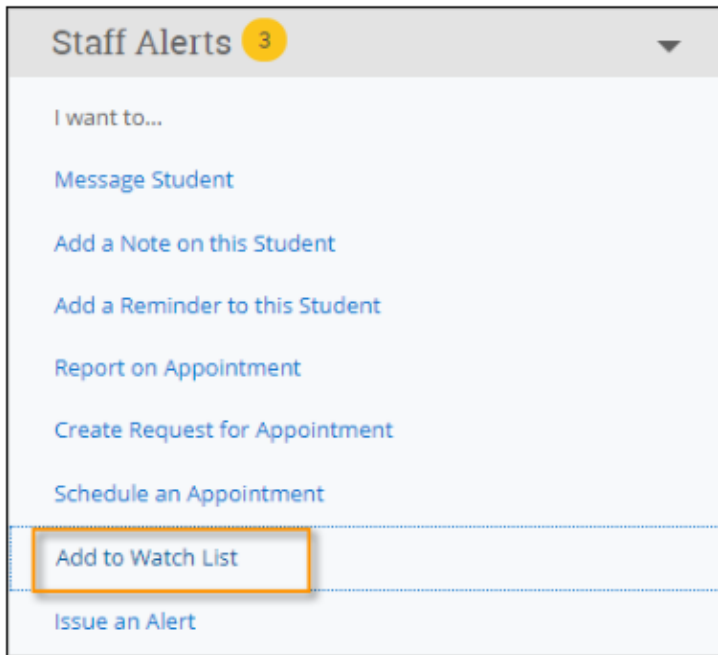 Staff Alerts 3
I want to...
Message Student
Add a Note on this Student
Add a Reminder to this Student
Report on Appointment
Create Request for Appointment
Schedule an Appointment
Add to Watch List
Issue an Alert